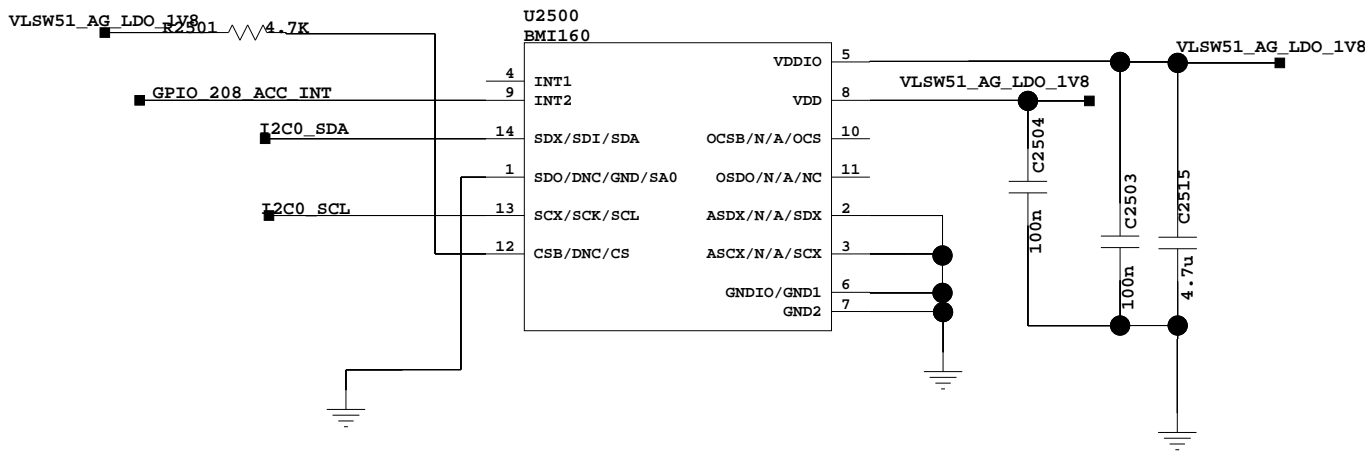 VLSW51_AG_LDO_1V8
R2501 4.7K
U2500
BMI160
GPIO_208_ACC_INT
I2C0_SDA
I2C0_SCL
4 INT1
9 INT2
14 SDX/SDI/SDA
1 SDO/DNC/GND/SA0
13 SCX/SCK/SCL
12 CSB/DNC/CS
VDDIO 5
VDD 8
OCSB/N/A/OCS 10
OSDO/N/A/NC 11
ASDX/N/A/SDX 2
ASCX/N/A/SCX 3
GNDIO/GND1 6
GND2 7
VLSW51_AG_LDO_1V8
VLSW51_AG_LDO_1V8
C2504
100n
C2503
100n
C2515
4.7u